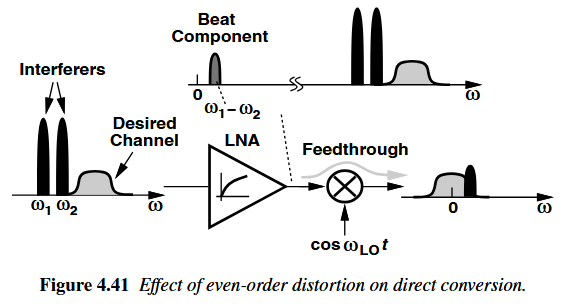 Beat
Component
0
ω1 – ω2
ω
Interferers
Desired
Channel
ω1 ω2
ω
LNA
Feedthrough
cos ωLO t
0
ω
Figure 4.41 Effect of even-order distortion on direct conversion.